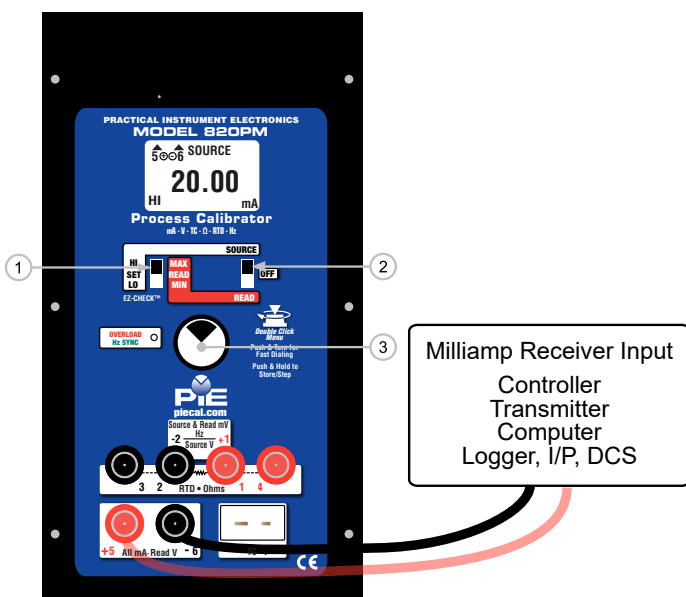 PRACTICAL INSTRUMENT ELECTRONICS
MODEL 820PM
5 6 SOURCE
20.00
HI mA
Process Calibrator
mA - V - TC - Ω - RTD - Hz
SOURCE
HI
SET
LO
MAX
READ
MIN
OFF
EZ-CHECK™
READ
1
2
OVERLOAD
Hz SYNC
Double Click
Menu
Push & Turn for
Fast Dialing
Push & Hold to
Store/Step
3
PIE
piecal.com
Source & Read mV
-2 Hz +1
Source V
3 2 RTD • Ohms 1 4
+5 All mA-Read V - 6
CE
Milliamp Receiver Input
Controller
Transmitter
Computer
Logger, I/P, DCS